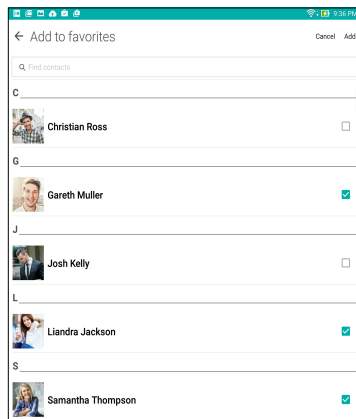 9:36 PM
Add to favorites
Cancel Add
Find contacts
C
Christian Ross
G
Gareth Muller
J
Josh Kelly
L
Liandra Jackson
S
Samantha Thompson